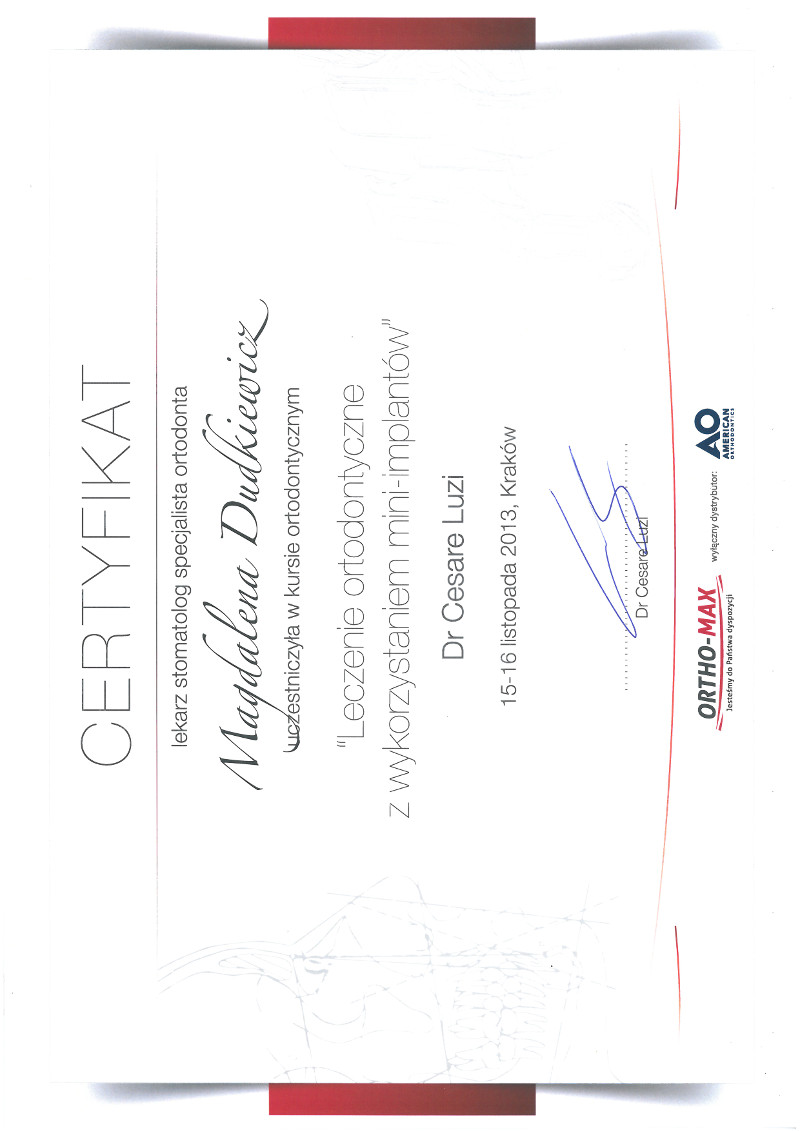 CERTYFIKAT
lekarz stomatolog specjalista ortodonta
Magdalena Dudkiewicz
uczestniczyła w kursie ortodontycznym
“Leczenie ortodontyczne
z wykorzystaniem mini-implantów”
Dr Cesare Luzi
15-16 listopada 2013, Kraków
Dr Cesare Luzi
ORTHO-MAX
Jesteśmy do Państwa dyspozycji
wyłączny dystrybutor:
AO
AMERICAN
ORTHODONTICS